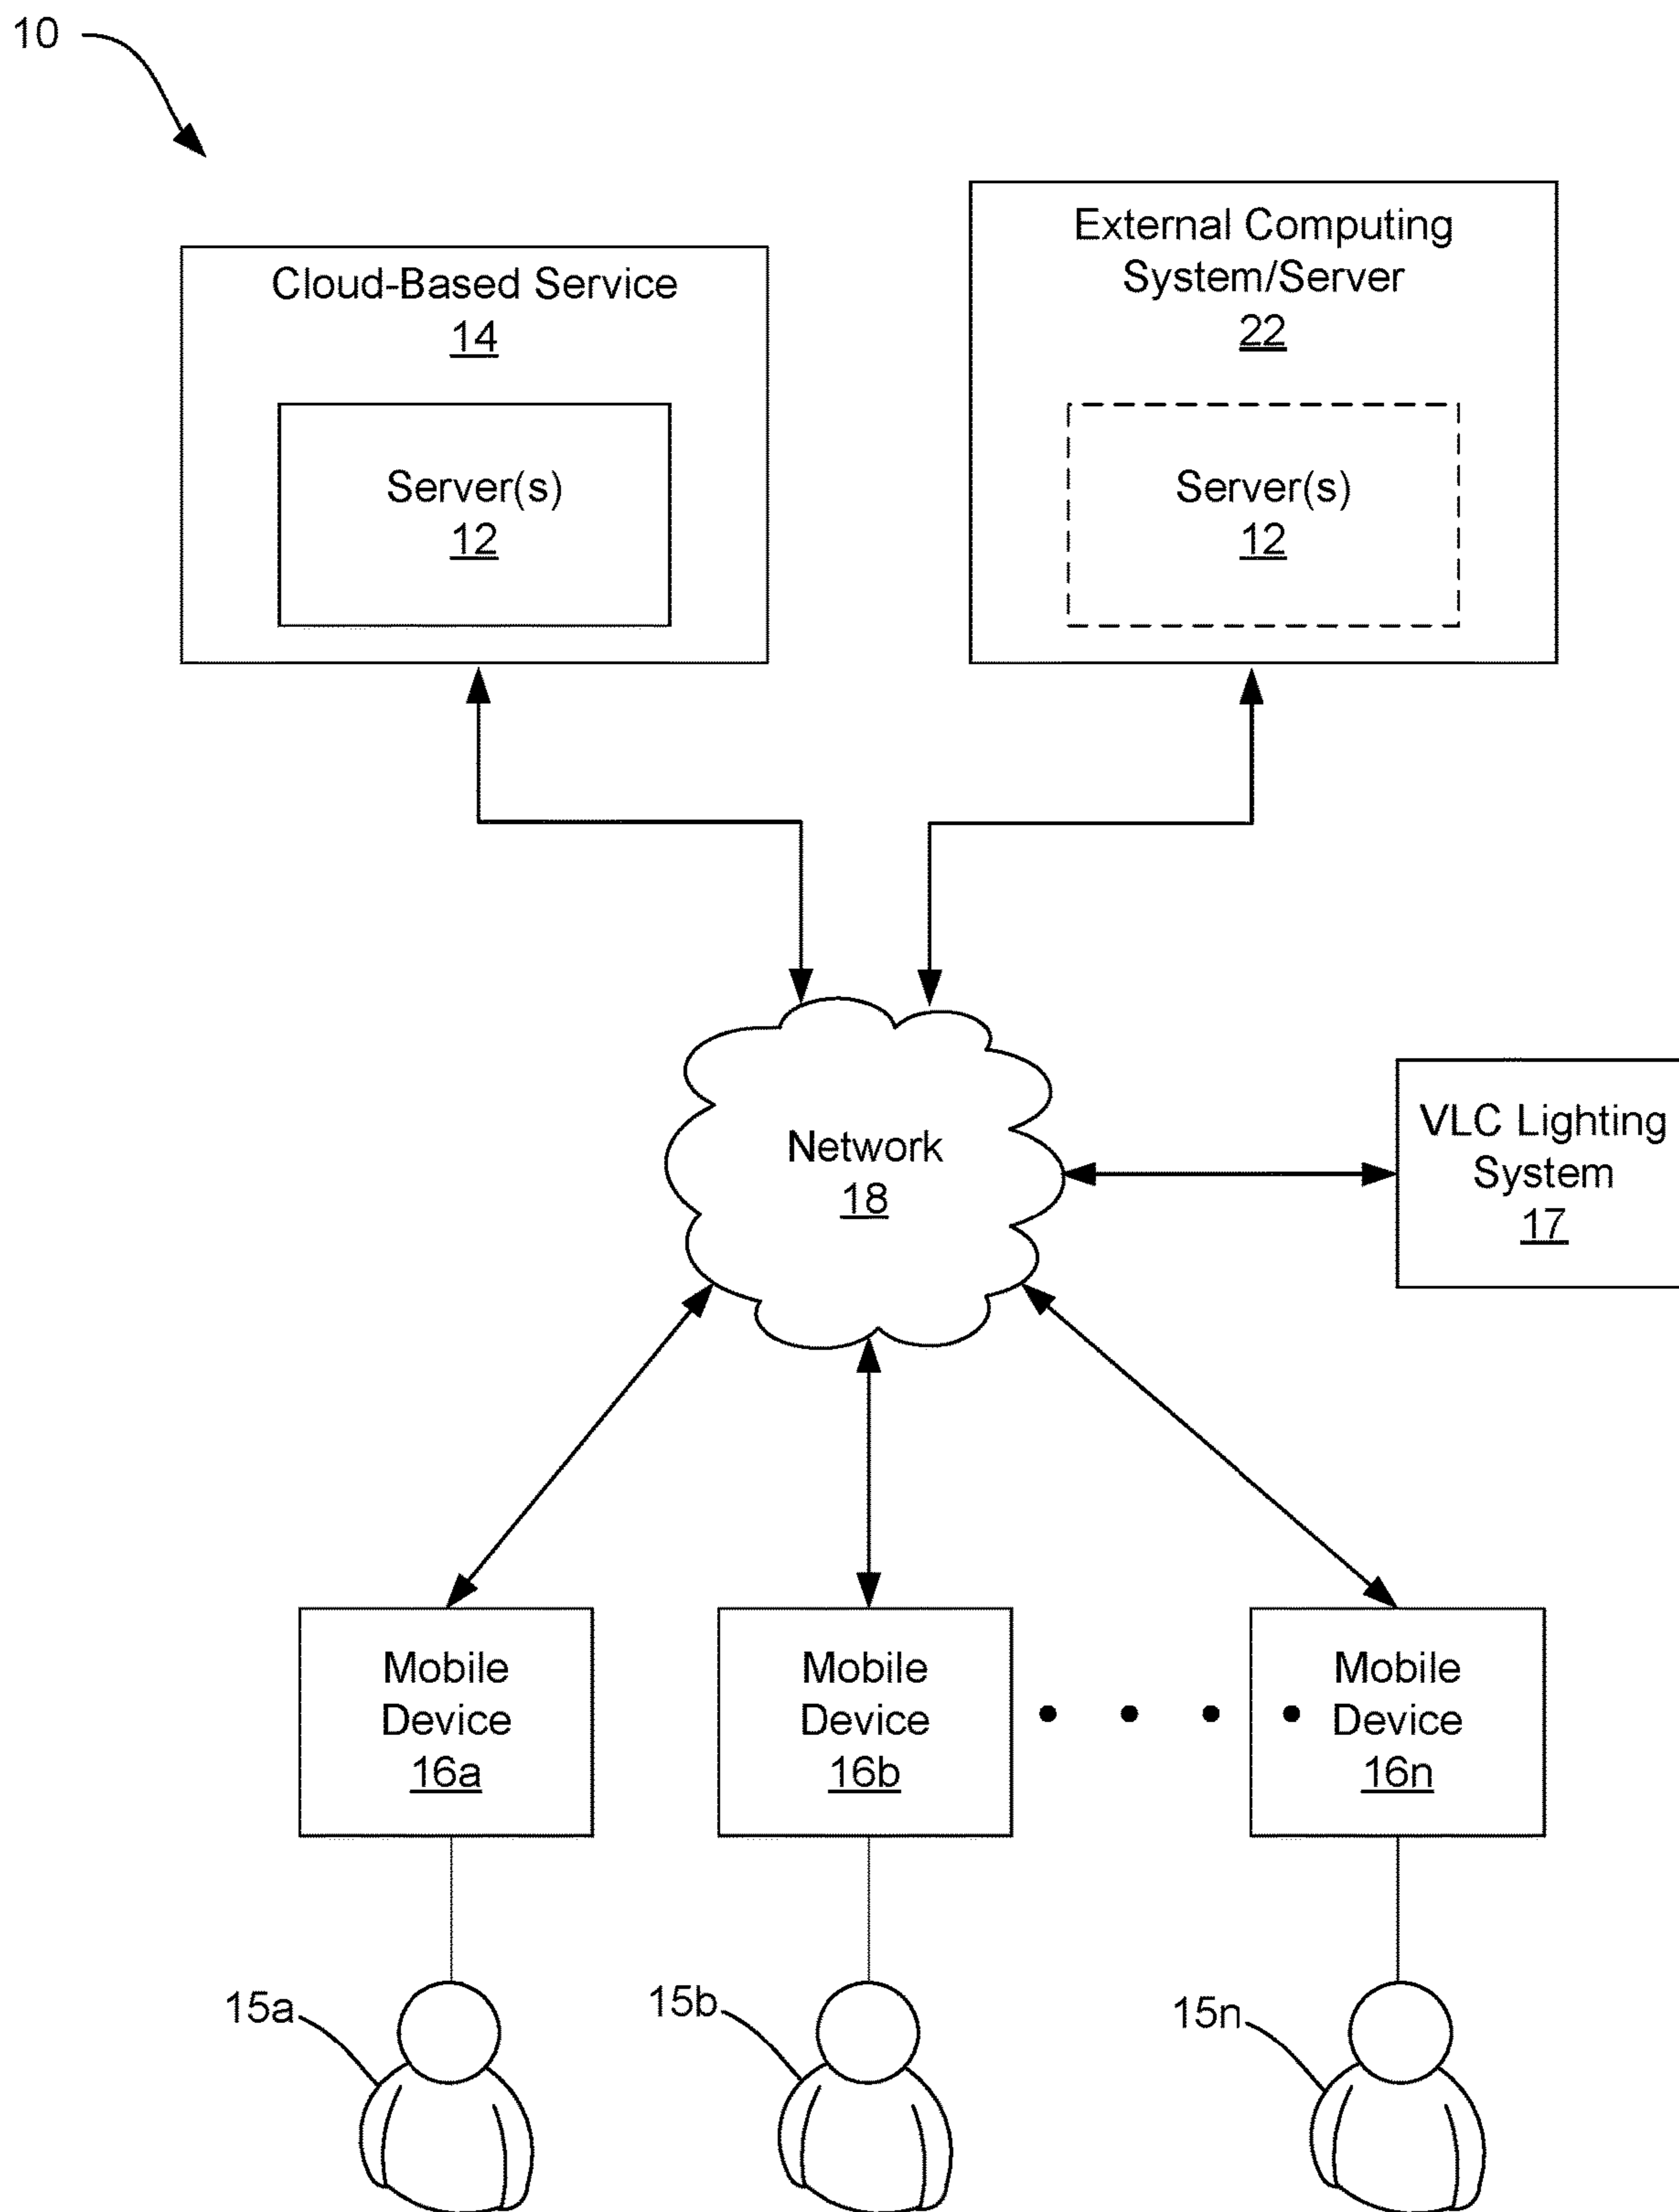 10
Cloud-Based Service
14
Server(s)
12
External Computing
System/Server
22
Server(s)
12
Network
18
VLC Lighting
System
17
Mobile
Device
16a
Mobile
Device
16b
Mobile
Device
16n
15a
15b
15n